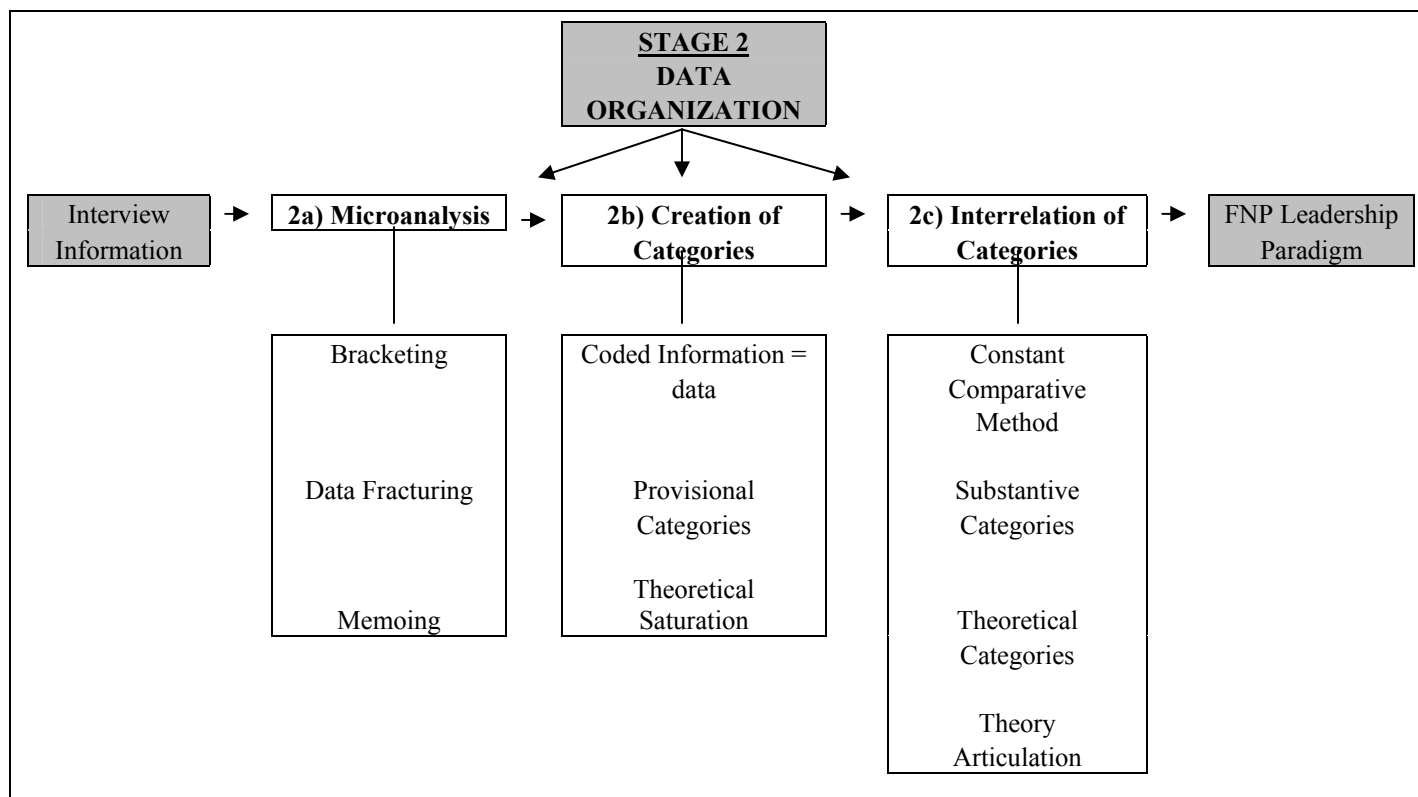 STAGE 2
DATA
ORGANIZATION
Interview
Information
2a) Microanalysis
2b) Creation of
Categories
2c) Interrelation of
Categories
FNP Leadership
Paradigm
Bracketing
Data Fracturing
Memoing
Coded Information =
data
Provisional
Categories
Theoretical
Saturation
Constant
Comparative
Method
Substantive
Categories
Theoretical
Categories
Theory
Articulation